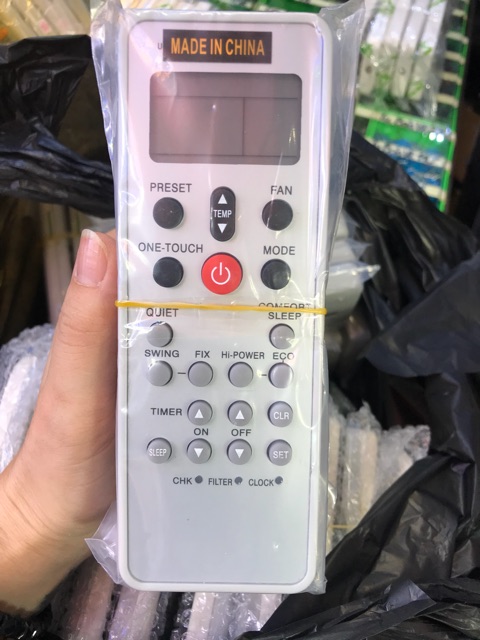 MADE IN CHINA
PRESET
TEMP
FAN
ONE-TOUCH
MODE
QUIET
COMFORT
SLEEP
SWING
FIX
Hi-POWER
ECO
TIMER
CLR
ON
OFF
SLEEP
SET
CHK
FILTER
CLOCK